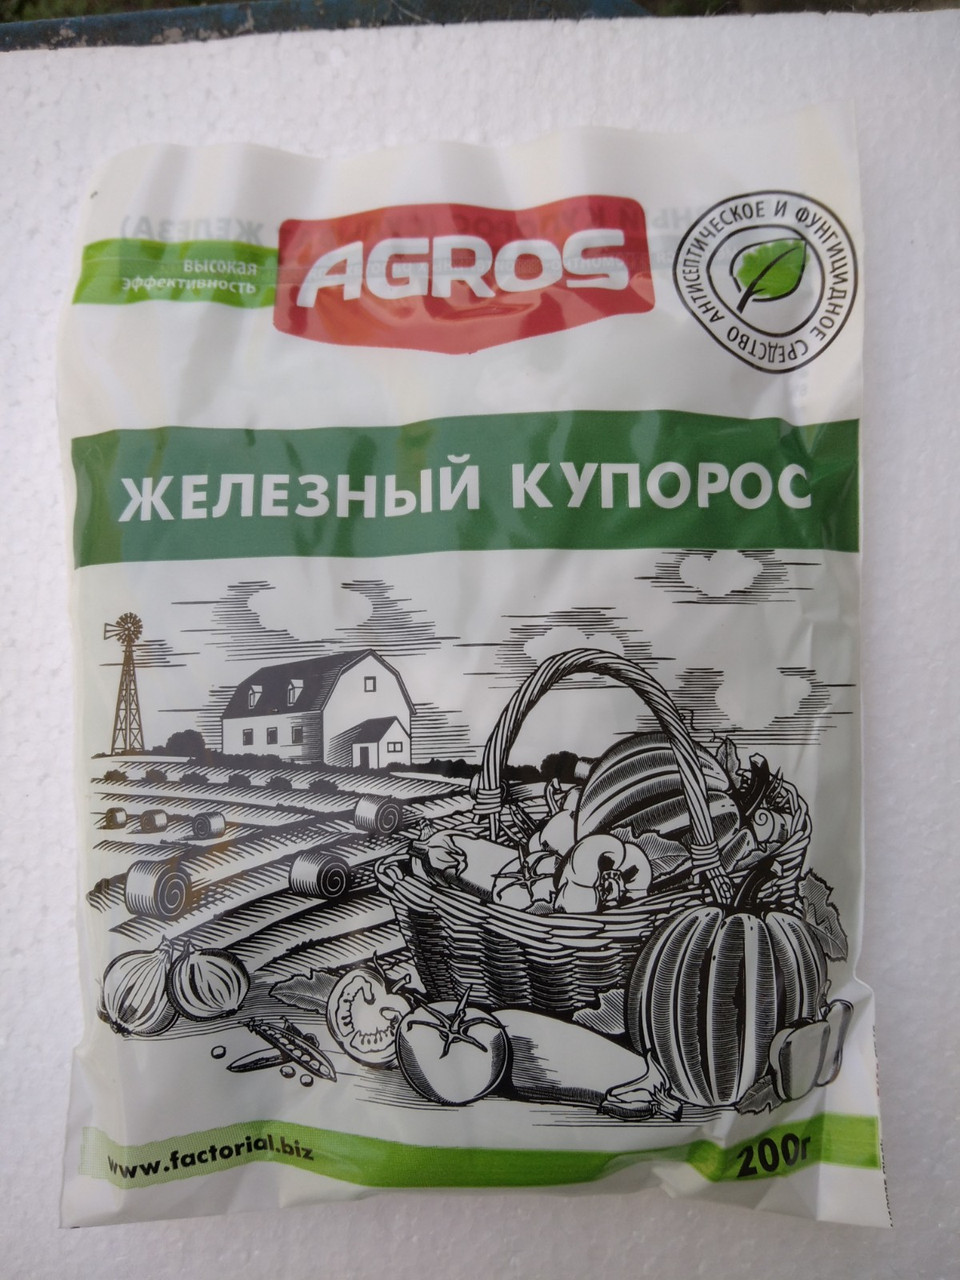 AGROS
высокая
эффективность
АНТИСЕПТИЧЕСКОЕ И ФУНГИЦИДНОЕ СРЕДСТВО
ЖЕЛЕЗНЫЙ КУПОРОС
www.factorial.biz
200г